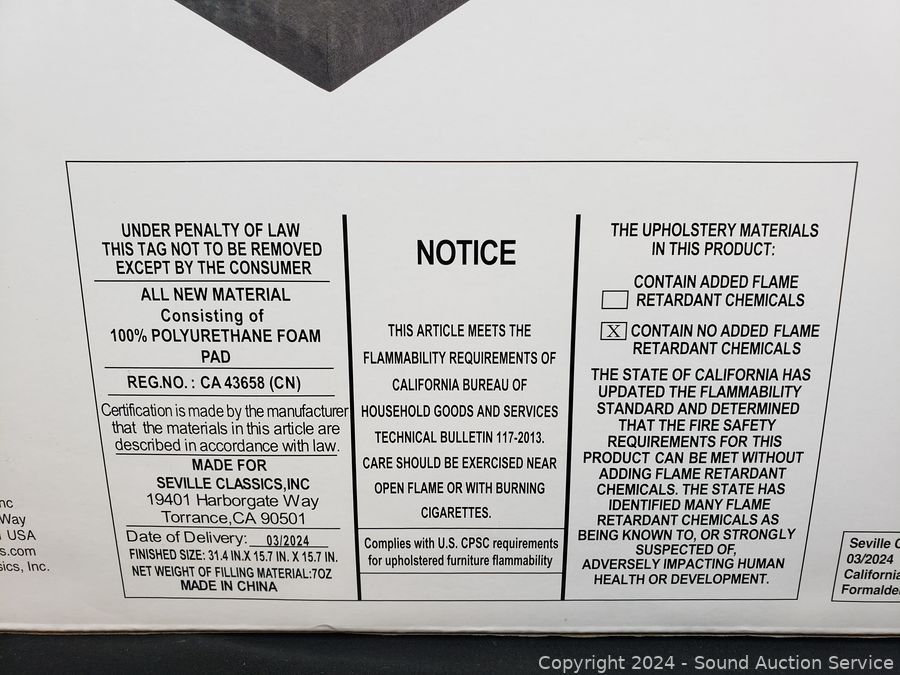 UNDER PENALTY OF LAW
THIS TAG NOT TO BE REMOVED
EXCEPT BY THE CONSUMER
ALL NEW MATERIAL
Consisting of
100% POLYURETHANE FOAM
PAD
REG.NO. : CA 43658 (CN)
Certification is made by the manufacturer
that the materials in this article are
described in accordance with law.
MADE FOR
SEVILLE CLASSICS,INC
19401 Harborgate Way
Torrance,CA 90501
Date of Delivery: 03/2024
FINISHED SIZE: 31.4 IN.X 15.7 IN. X 15.7 IN.
NET WEIGHT OF FILLING MATERIAL:7OZ
MADE IN CHINA
NOTICE
THIS ARTICLE MEETS THE
FLAMMABILITY REQUIREMENTS OF
CALIFORNIA BUREAU OF
HOUSEHOLD GOODS AND SERVICES
TECHNICAL BULLETIN 117-2013.
CARE SHOULD BE EXERCISED NEAR
OPEN FLAME OR WITH BURNING
CIGARETTES.
Complies with U.S. CPSC requirements
for upholstered furniture flammability
THE UPHOLSTERY MATERIALS
IN THIS PRODUCT:
CONTAIN ADDED FLAME
RETARDANT CHEMICALS
X CONTAIN NO ADDED FLAME
RETARDANT CHEMICALS
THE STATE OF CALIFORNIA HAS
UPDATED THE FLAMMABILITY
STANDARD AND DETERMINED
THAT THE FIRE SAFETY
REQUIREMENTS FOR THIS
PRODUCT CAN BE MET WITHOUT
ADDING FLAME RETARDANT
CHEMICALS. THE STATE HAS
IDENTIFIED MANY FLAME
RETARDANT CHEMICALS AS
BEING KNOWN TO, OR STRONGLY
SUSPECTED OF,
ADVERSELY IMPACTING HUMAN
HEALTH OR DEVELOPMENT.
nc
Way
USA
s.com
sics, Inc.
Seville C
03/2024
California
Formalde
Copyright 2024 - Sound Auction Service